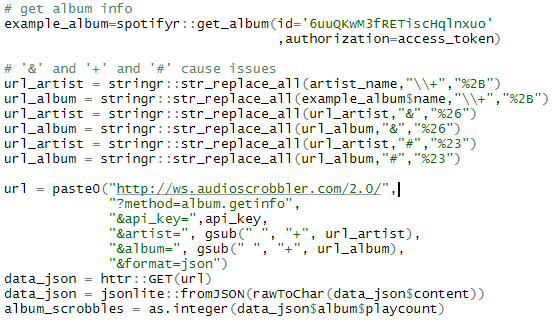 # get album info
example_album=spotifyr::get_album(id='6uuQKwM3fRETiscHqlnxuo'
,authorization=access_token)
# '&' and '+' and '#' cause issues
url_artist = stringr::str_replace_all(artist_name,"\\+","%2B")
url_album = stringr::str_replace_all(example_album$name,"\\+","%2B")
url_artist = stringr::str_replace_all(url_artist,"&","%26")
url_album = stringr::str_replace_all(url_album,"&","%26")
url_artist = stringr::str_replace_all(url_artist,"#","%23")
url_album = stringr::str_replace_all(url_album,"#","%23")
url = paste0("http://ws.audioscrobbler.com/2.0/",
"?method=album.getinfo",
"&api_key=",api_key,
"&artist=", gsub(" ", "+", url_artist),
"&album=", gsub(" ", "+", url_album),
"&format=json")
data_json = httr::GET(url)
data_json = jsonlite::fromJSON(rawToChar(data_json$content))
album_scrobbles = as.integer(data_json$album$playcount)